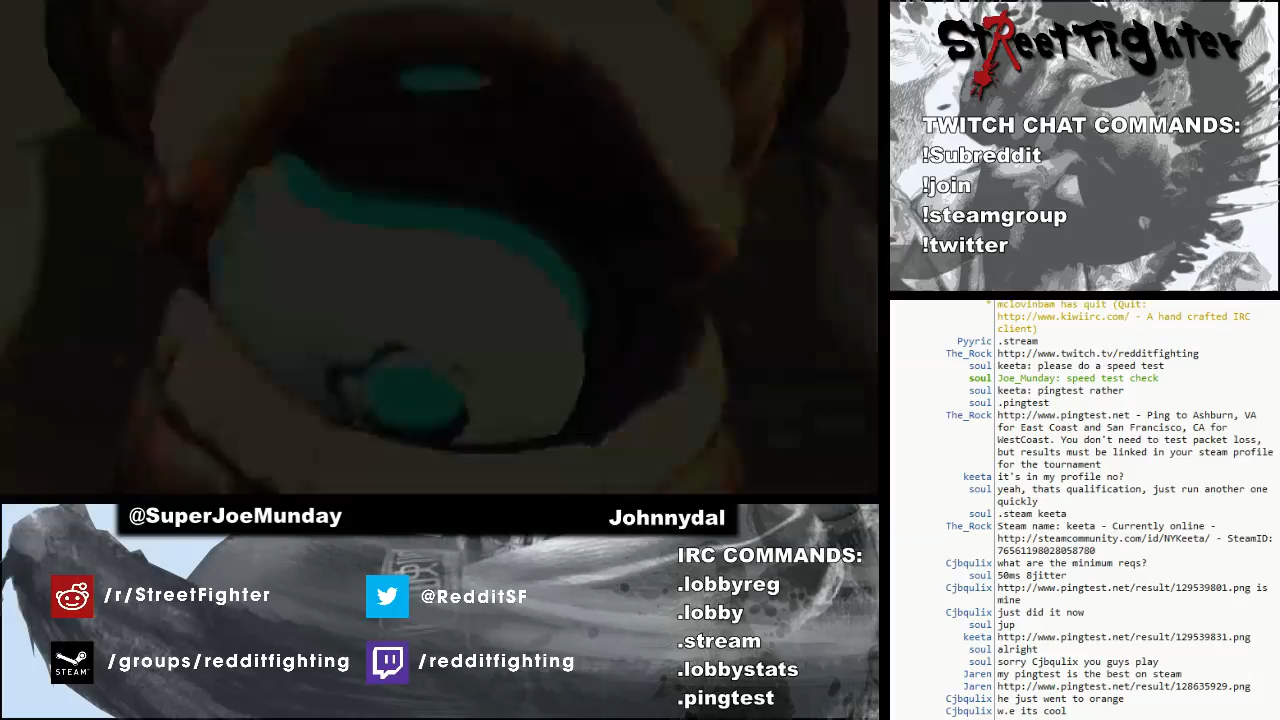 StReet Fighter
TWITCH CHAT COMMANDS:
!Subreddit
!join
!steamgroup
!twitter
* mclovinbam has quit (Quit:
http://www.kiwiirc.com/ - A hand crafted IRC
client)
Pyyric .stream
The_Rock http://www.twitch.tv/redditfighting
soul keeta: please do a speed test
soul Joe_Munday: speed test check
soul keeta: pingtest rather
soul .pingtest
The_Rock http://www.pingtest.net - Ping to Ashburn, VA
for East Coast and San Francisco, CA for
WestCoast. You don't need to test packet loss,
but results must be linked in your steam profile
for the tournament
keeta it's in my profile no?
soul yeah, thats qualification, just run another one
quickly
soul .steam keeta
The_Rock Steam name: keeta - Currently online -
http://steamcommunity.com/id/NYKeeta/ - SteamID:
76561198028058780
Cjbqulix what are the minimum reqs?
soul 50ms 8jitter
Cjbqulix http://www.pingtest.net/result/129539801.png is
mine
Cjbqulix just did it now
soul jup
keeta http://www.pingtest.net/result/129539831.png
soul alright
soul sorry Cjbqulix you guys play
Jaren my pingtest is the best on steam
Jaren http://www.pingtest.net/result/128635929.png
Cjbqulix he just went to orange
Cjbqulix w.e its cool
@SuperJoeMunday
Johnnydal
/r/StreetFighter
@RedditSF
STEAM
/groups/redditfighting
/redditfighting
IRC COMMANDS:
.lobbyreg
.lobby
.stream
.lobbystats
.pingtest